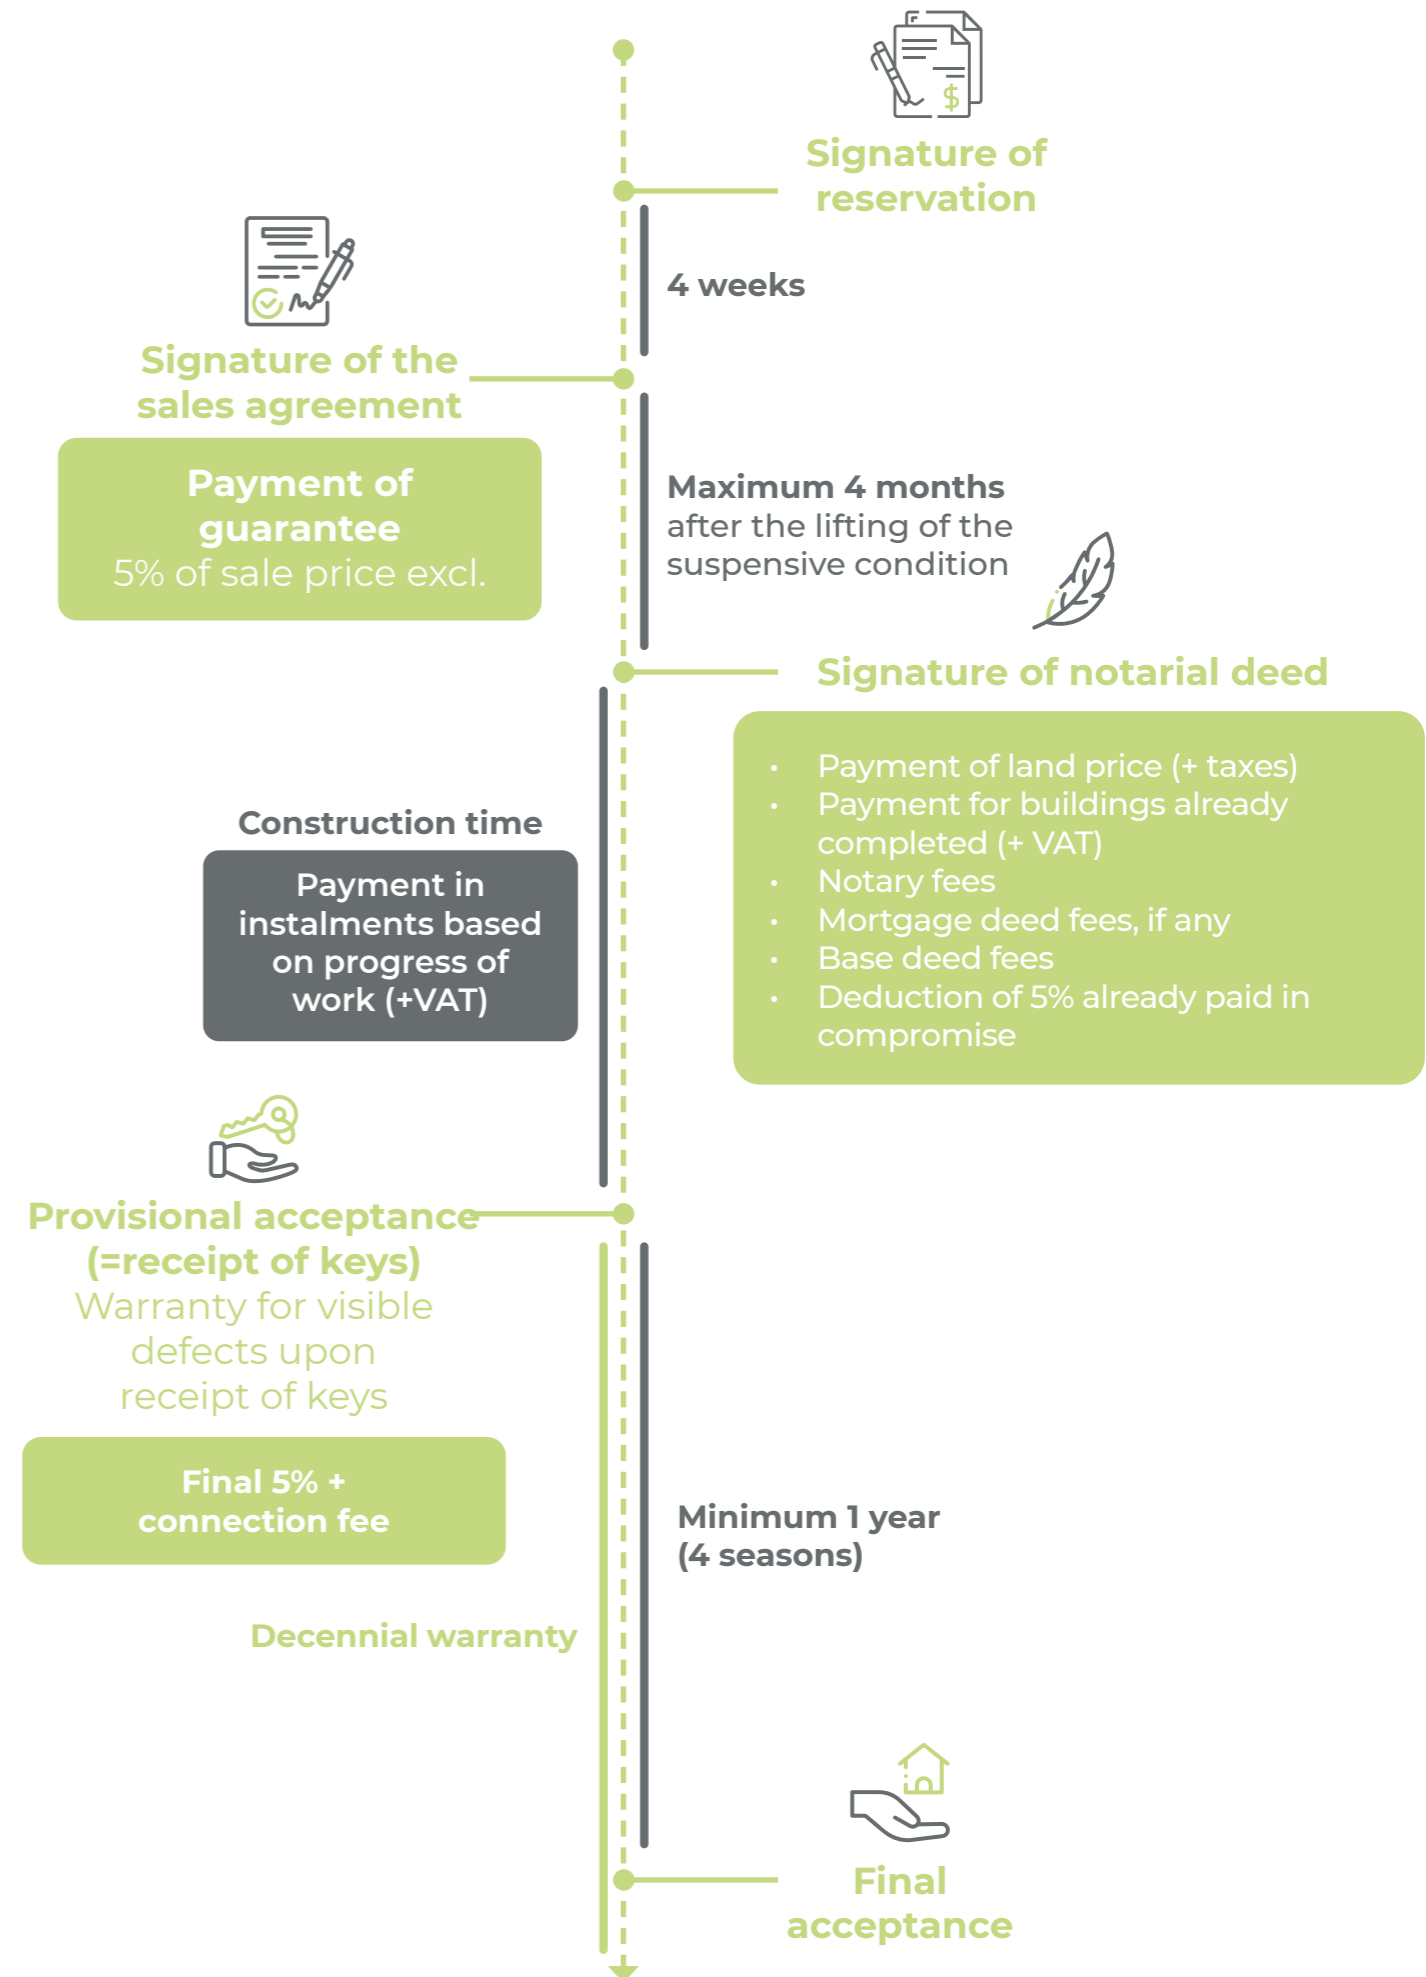 $
Signature of
reservation
4 weeks
Signature of the
sales agreement
Payment of
guarantee
5% of sale price excl.
Maximum 4 months
after the lifting of the
suspensive condition
Signature of notarial deed
• Payment of land price (+ taxes)
• Payment for buildings already
completed (+ VAT)
• Notary fees
• Mortgage deed fees, if any
• Base deed fees
• Deduction of 5% already paid in
compromise
Construction time
Payment in
instalments based
on progress of
work (+VAT)
Provisional acceptance
(=receipt of keys)
Warranty for visible
defects upon
receipt of keys
Final 5% +
connection fee
Minimum 1 year
(4 seasons)
Decennial warranty
Final
acceptance